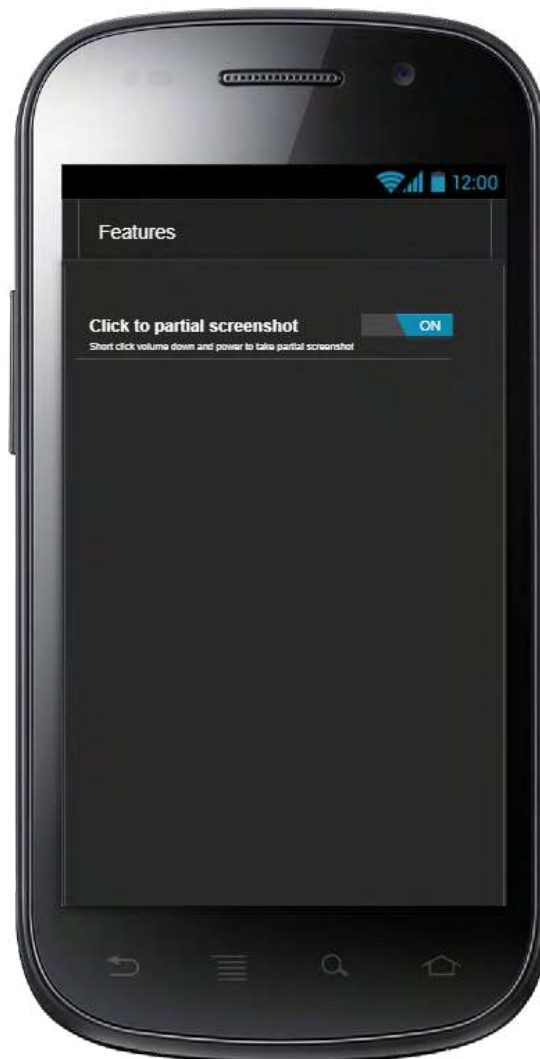 12:00
Features
Click to partial screenshot
ON
Short click volume down and power to take partial screenshot